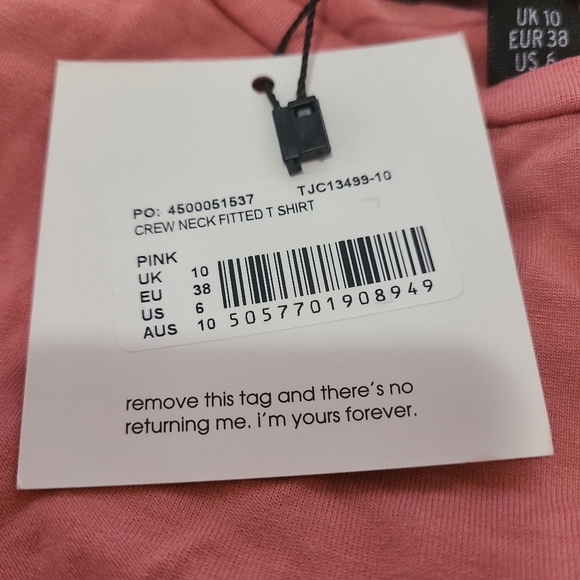 UK 10
EUR 38
US 6
PO: 4500051537 TJC13499-10
CREW NECK FITTED T SHIRT
PINK
UK 10
EU 38
US 6
AUS 10
5057701908949
remove this tag and there's no
returning me. i'm yours forever.